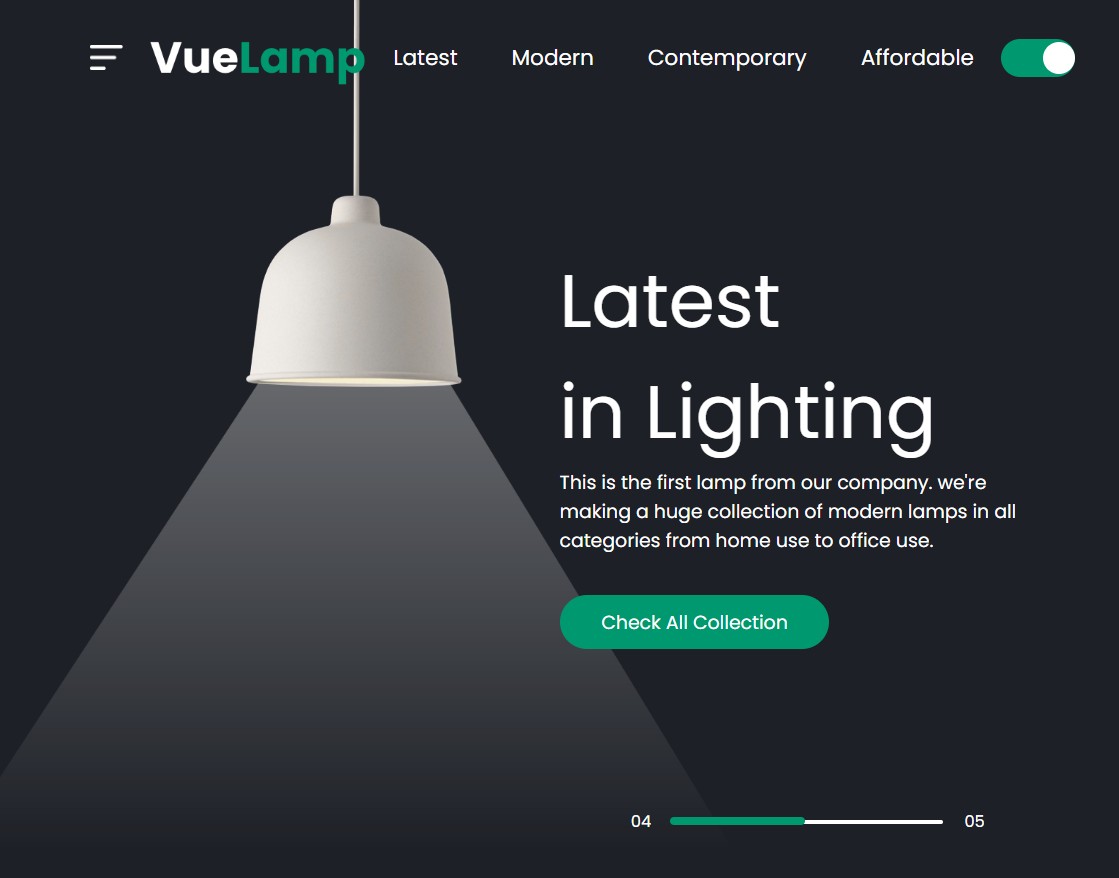 VueLamp Latest Modern Contemporary Affordable
Latest
in Lighting
This is the first lamp from our company. we're
making a huge collection of modern lamps in all
categories from home use to office use.
Check All Collection
04 05